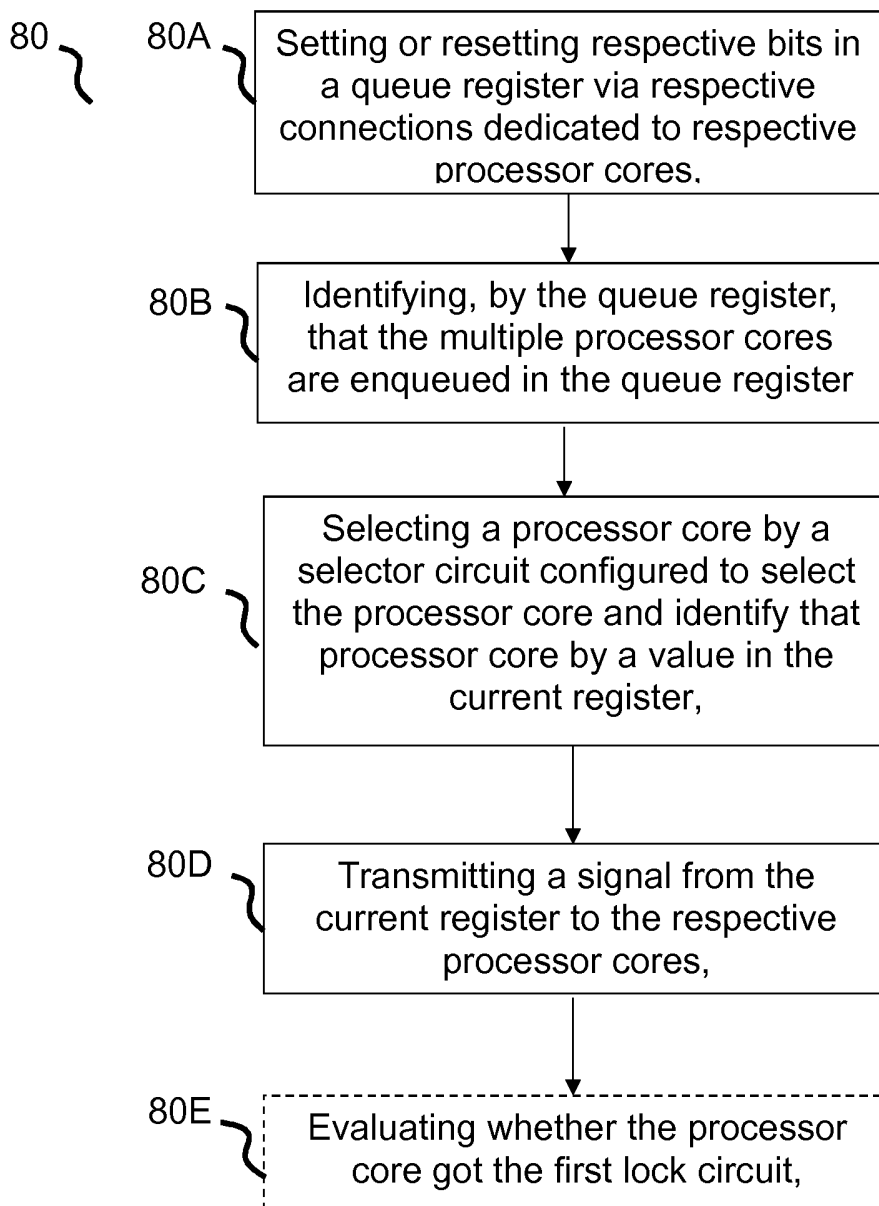 80
80A
Setting or resetting respective bits in
a queue register via respective
connections dedicated to respective
processor cores,
80B
Identifying, by the queue register,
that the multiple processor cores
are enqueued in the queue register
80C
Selecting a processor core by a
selector circuit configured to select
the processor core and identify that
processor core by a value in the
current register,
80D
Transmitting a signal from the
current register to the respective
processor cores,
80E
Evaluating whether the processor
core got the first lock circuit,